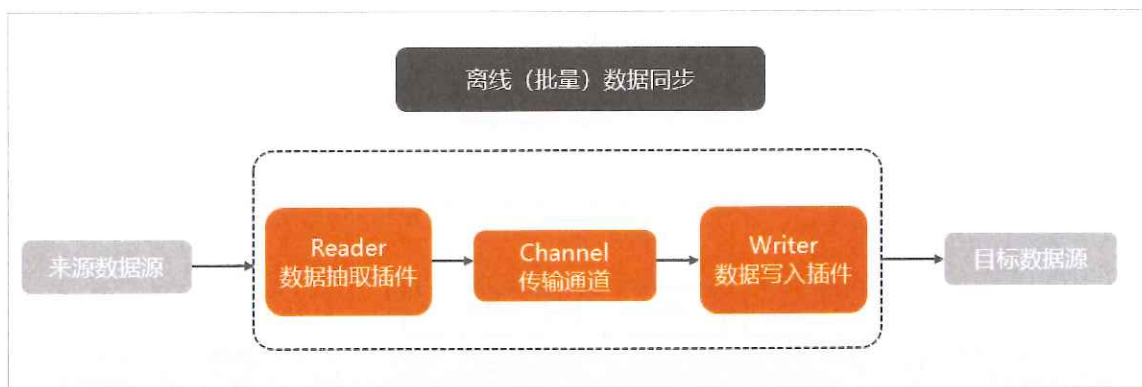 离线（批量）数据同步
来源数据源
Reader
数据抽取插件
Channel
传输通道
Writer
数据写入插件
目标数据源